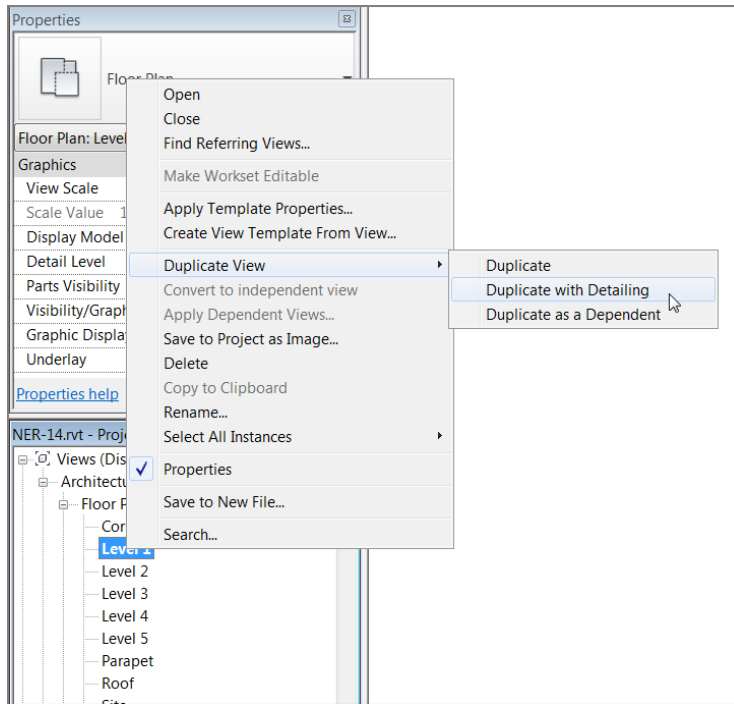 Properties
Floor Plan
Floor Plan: Level
Graphics
View Scale
Scale Value 1
Display Model
Detail Level
Parts Visibility
Visibility/Graph
Graphic Displa
Underlay
Properties help
Open
Close
Find Referring Views...
Make Workset Editable
Apply Template Properties...
Create View Template From View...
Duplicate View
Convert to independent view
Apply Dependent Views...
Save to Project as Image...
Delete
Copy to Clipboard
Rename...
Select All Instances
Properties
Save to New File...
Search...
Duplicate
Duplicate with Detailing
Duplicate as a Dependent
NER-14.rvt - Proj
Views (Dis
Architectu
Floor P
Cor
Level 1
Level 2
Level 3
Level 4
Level 5
Parapet
Roof
Site